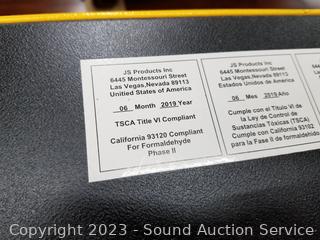 JS Products Inc
6445 Montessouri Street
Las Vegas,Nevada 89113
Unitied States of America
06 Month 2019 Year
TSCA Title VI Compliant
California 93120 Compliant
For Formaldehyde
Phase II
JS Products Inc
6445 Montessouri Street
Las Vegas,Nevada 89113
Estados Unidos de América
06 Mes 2019 Año
Cumple con el Título VI de
la Ley de Control de
Sustancias Tóxicas (TSCA)
Cumple con California 93102
para la Fase II de formaldehído
Copyright 2023 - Sound Auction Service